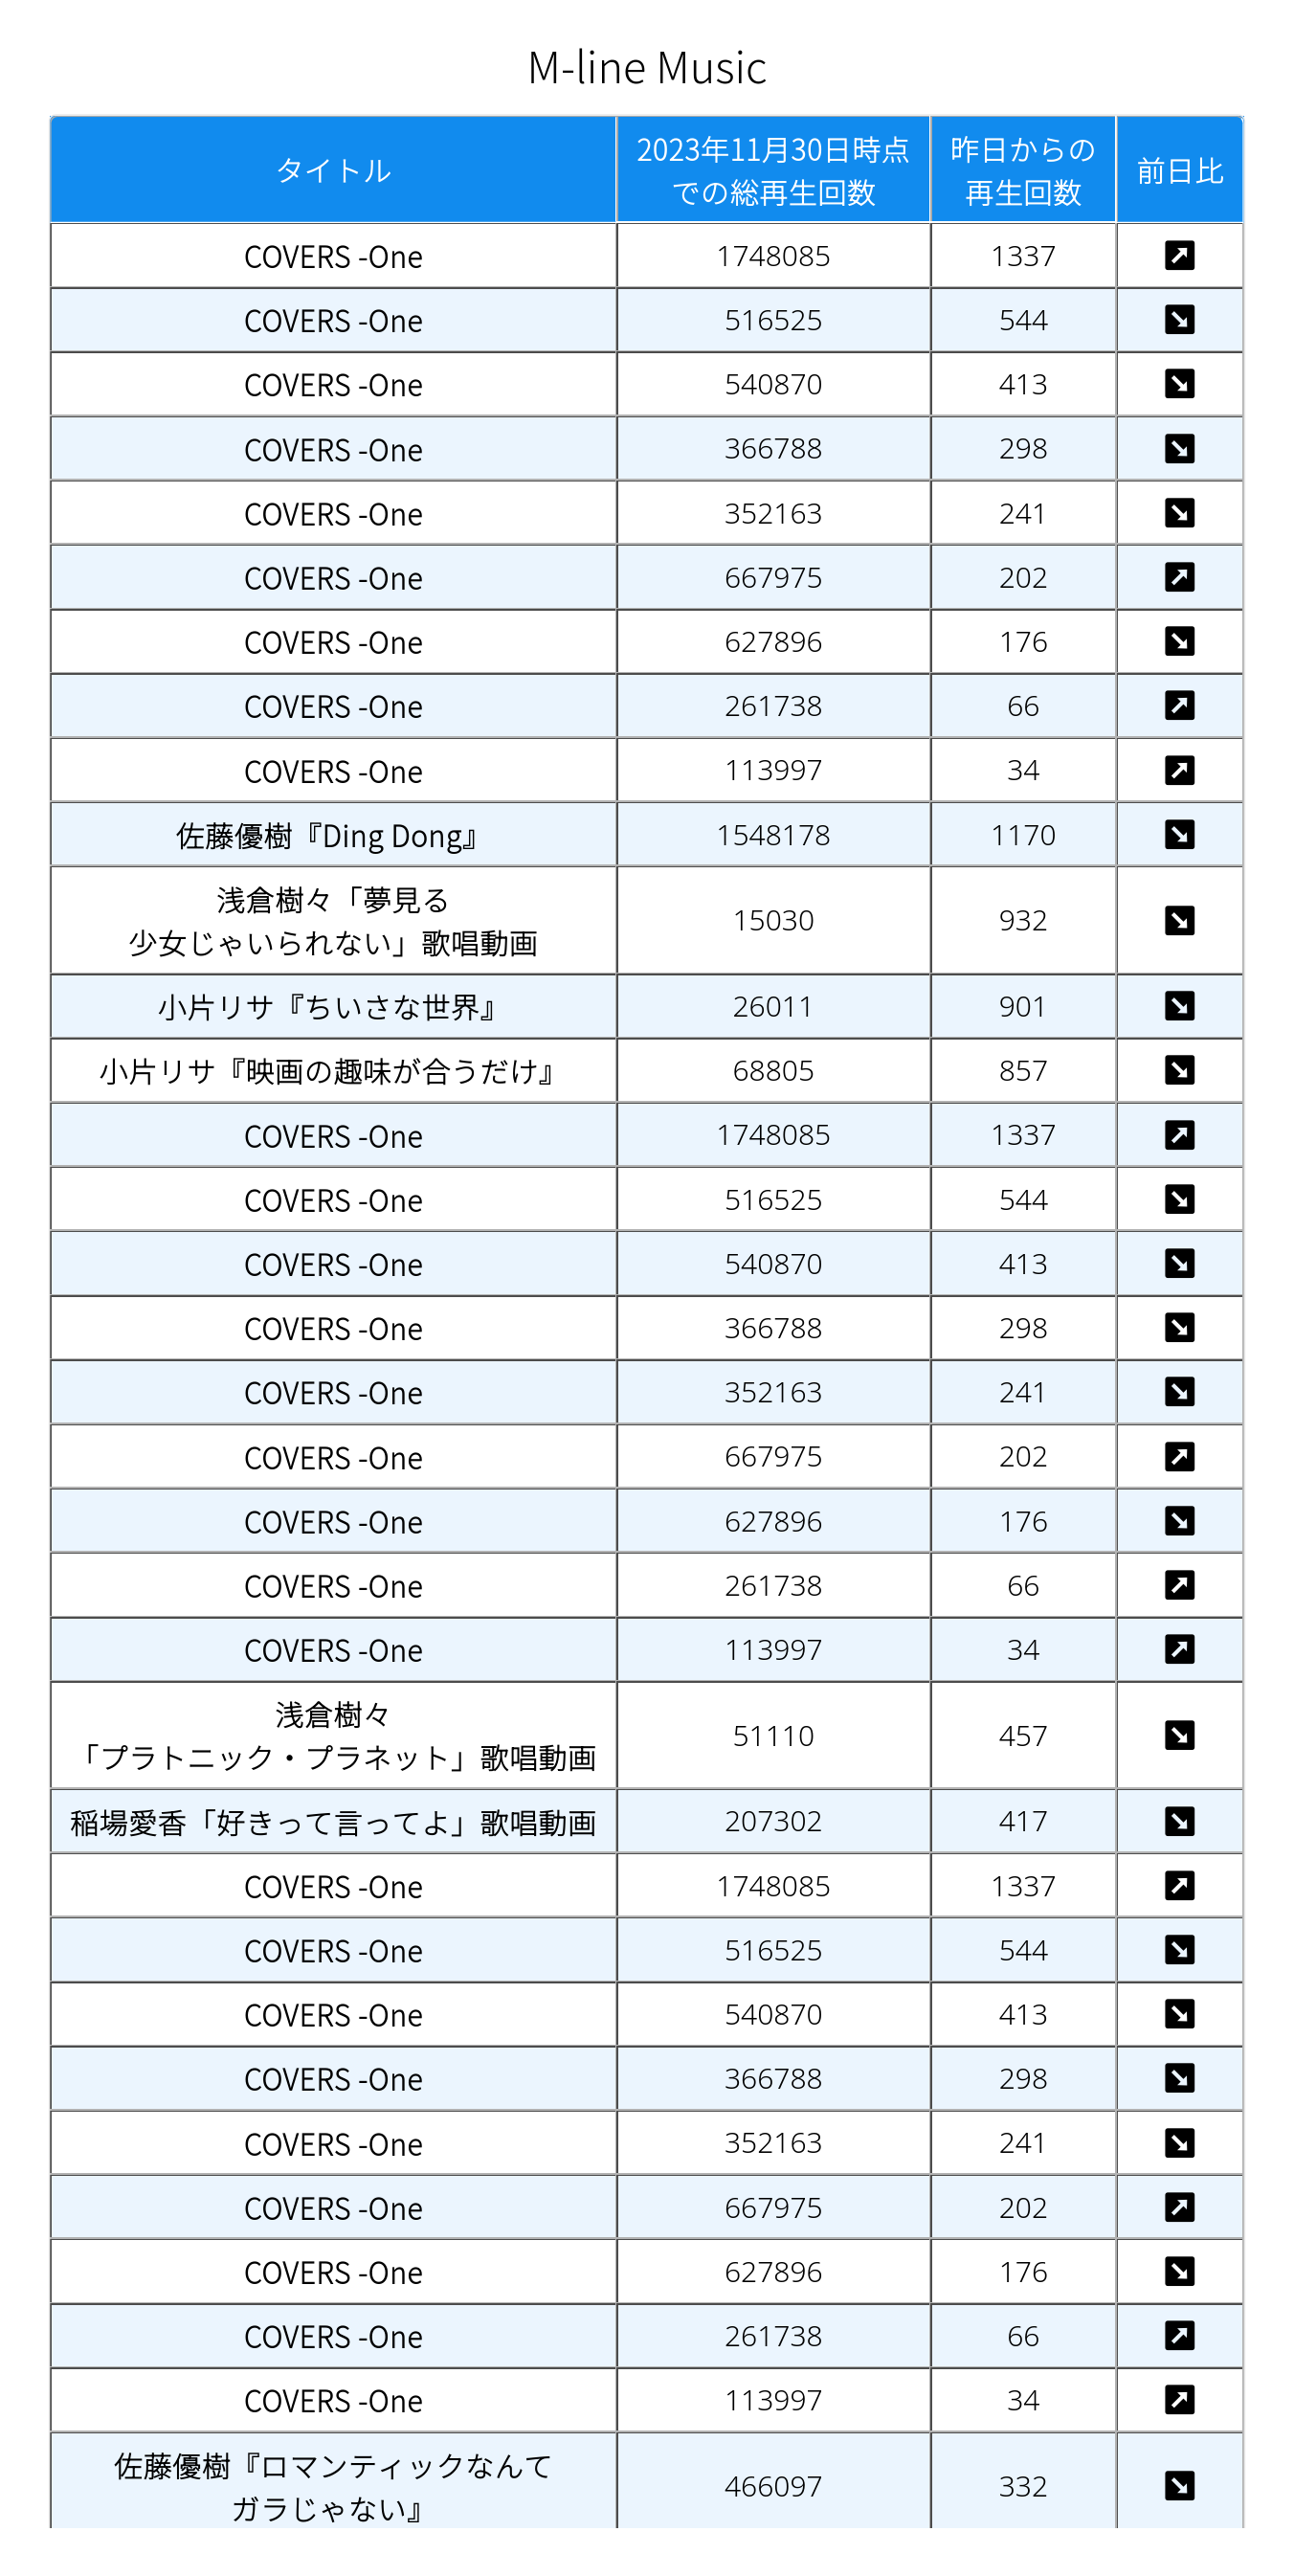 M-line Music
タイトル 2023年11月30日時点 昨日からの 前日比
での総再生回数 再生回数
COVERS -One 1748085 1337 ↗
COVERS -One 516525 544 ↘
COVERS -One 540870 413 ↘
COVERS -One 366788 298 ↘
COVERS -One 352163 241 ↘
COVERS -One 667975 202 ↗
COVERS -One 627896 176 ↘
COVERS -One 261738 66 ↗
COVERS -One 113997 34 ↗
佐藤優樹『Ding Dong』 1548178 1170 ↘
浅倉樹々「夢見る
少女じゃいられない」歌唱動画 15030 932 ↘
小片リサ『ちいさな世界』 26011 901 ↘
小片リサ『映画の趣味が合うだけ』 68805 857 ↘
COVERS -One 1748085 1337 ↗
COVERS -One 516525 544 ↘
COVERS -One 540870 413 ↘
COVERS -One 366788 298 ↘
COVERS -One 352163 241 ↘
COVERS -One 667975 202 ↗
COVERS -One 627896 176 ↘
COVERS -One 261738 66 ↗
COVERS -One 113997 34 ↗
浅倉樹々
「プラトニック・プラネット」歌唱動画 51110 457 ↘
稲場愛香「好きって言ってよ」歌唱動画 207302 417 ↘
COVERS -One 1748085 1337 ↗
COVERS -One 516525 544 ↘
COVERS -One 540870 413 ↘
COVERS -One 366788 298 ↘
COVERS -One 352163 241 ↘
COVERS -One 667975 202 ↗
COVERS -One 627896 176 ↘
COVERS -One 261738 66 ↗
COVERS -One 113997 34 ↗
佐藤優樹『ロマンティックなんて
ガラじゃない』 466097 332 ↘